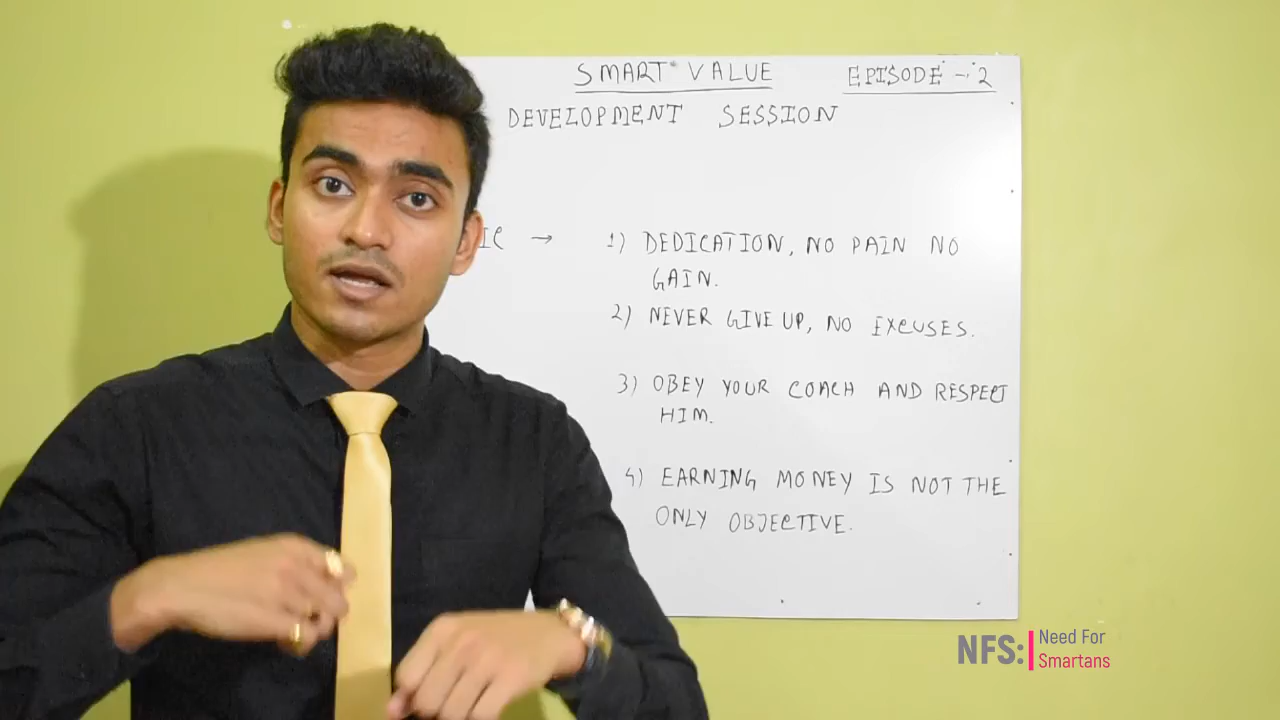 SMART VALUE EPISODE - 2
DEVELOPMENT SESSION
IC → 1) DEDICATION, NO PAIN NO
GAIN.
2) NEVER GIVE UP, NO EXCUSES.
3) OBEY YOUR COACH AND RESPECT
HIM.
4) EARNING MONEY IS NOT THE
ONLY OBJECTIVE.
NFS: Need For
Smartans